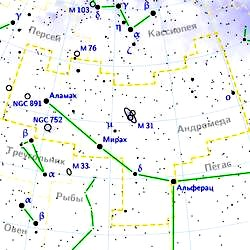 γ
M 103
δ
γ
β
Кассиопея
η
α
Персей
M 76
ο
NGC 891
Аламак
M 31
NGC 752
μ
Андромеда
β
Мирах
Треугольник
M 33
Пегас
α
δ
Альферац
Рыбы
α
Овен
β